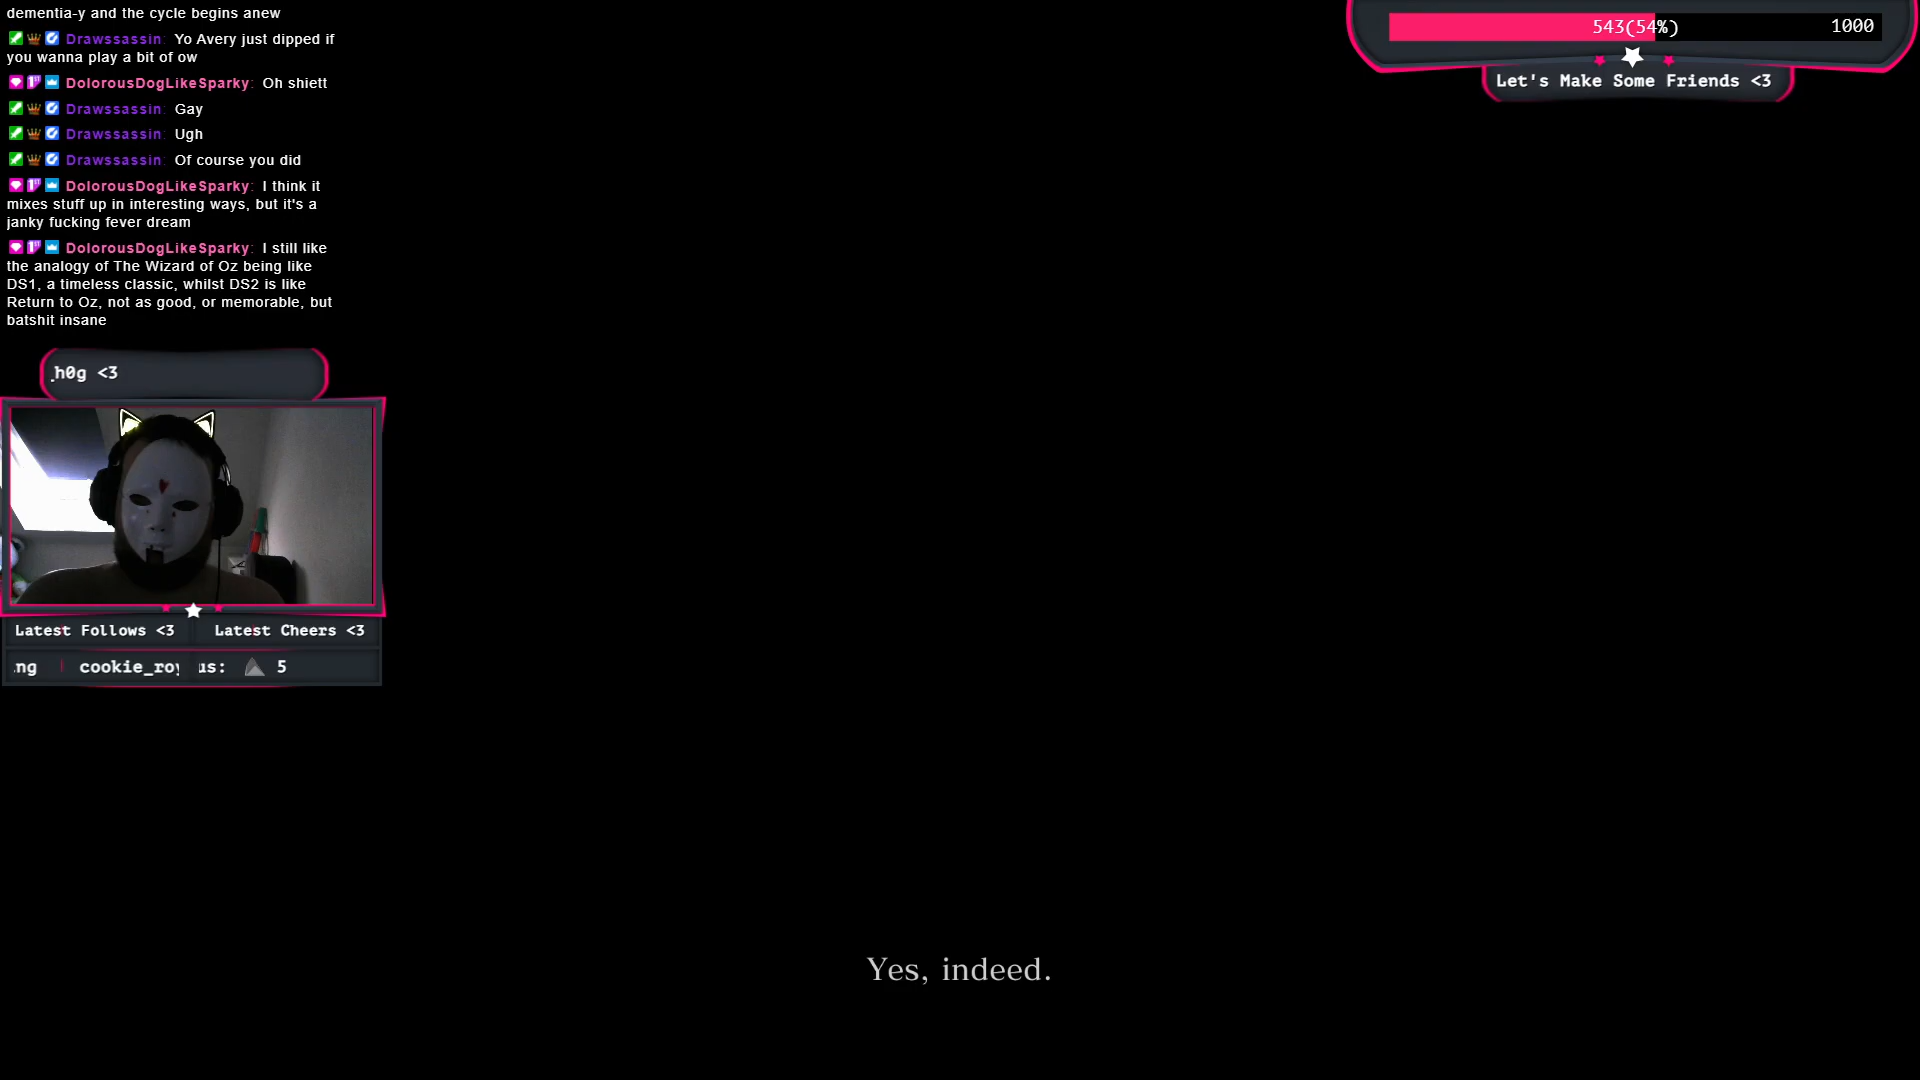 dementia-y and the cycle begins anew
Drawssassin: Yo Avery just dipped if
you wanna play a bit of ow
DolorousDogLikeSparky: Oh shiett
Drawssassin: Gay
Drawssassin: Ugh
Drawssassin: Of course you did
DolorousDogLikeSparky: I think it
mixes stuff up in interesting ways, but it's a
janky fucking fever dream
DolorousDogLikeSparky: I still like
the analogy of The Wizard of Oz being like
DS1, a timeless classic, whilst DS2 is like
Return to Oz, not as good, or memorable, but
batshit insane
_h0g <3
Latest Follows <3
Latest Cheers <3
ng | cookie_roy
us: 5
543(54%)
1000
Let's Make Some Friends <3
Yes, indeed.